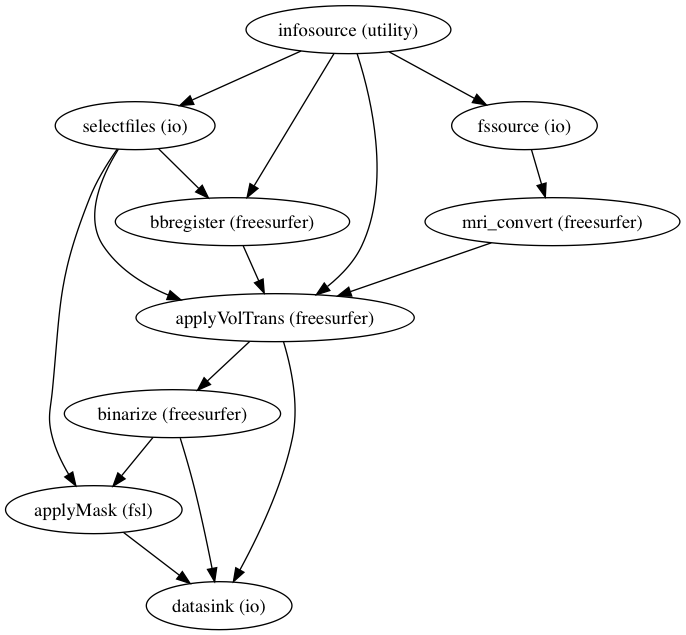 infosource (utility)
selectfiles (io)
fssource (io)
bbregister (freesurfer)
mri_convert (freesurfer)
applyVolTrans (freesurfer)
binarize (freesurfer)
applyMask (fsl)
datasink (io)